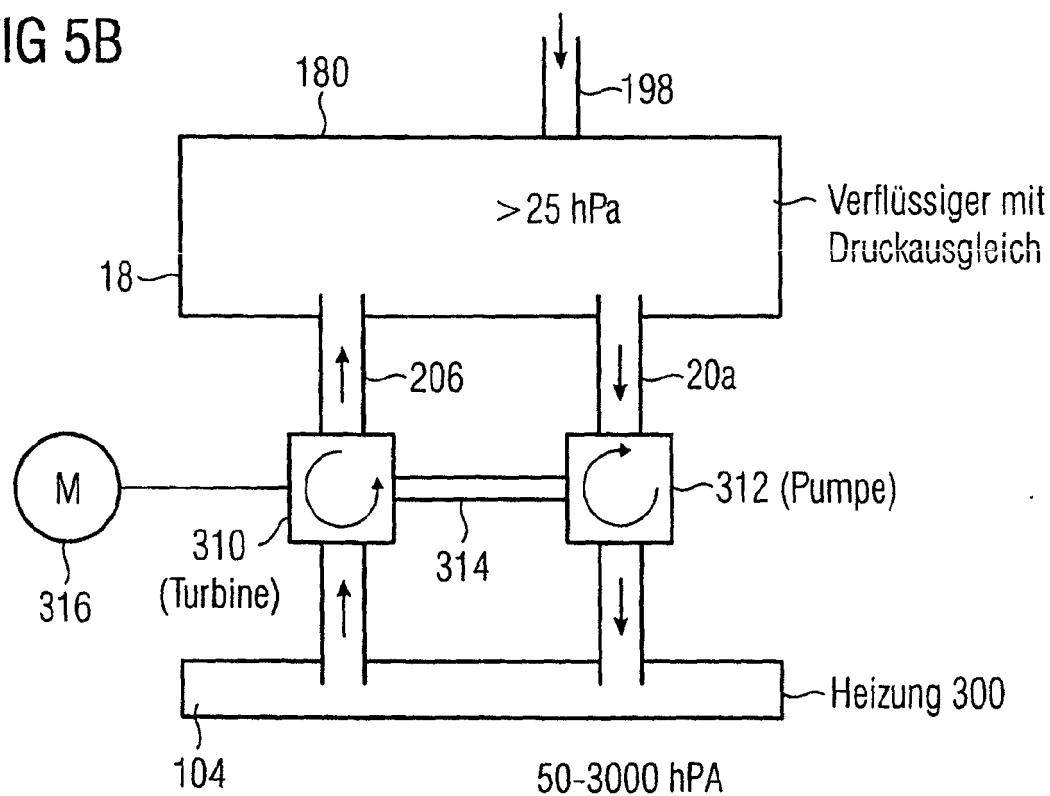 IG 5B
180
198
>25 hPa
Verflüssiger mit
Druckausgleich
18
206
20a
M
312 (Pumpe)
310
(Turbine)
314
316
Heizung 300
104
50-3000 hPA